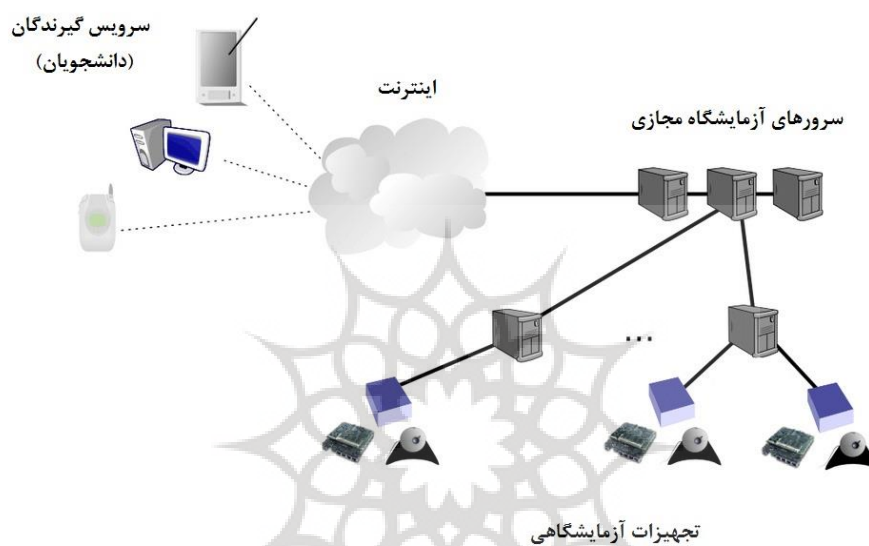 سرویس گیرندگان
(دانشجویان)
اینترنت
سرورهای آزمایشگاه مجازی
...
تجهیزات آزمایشگاهی